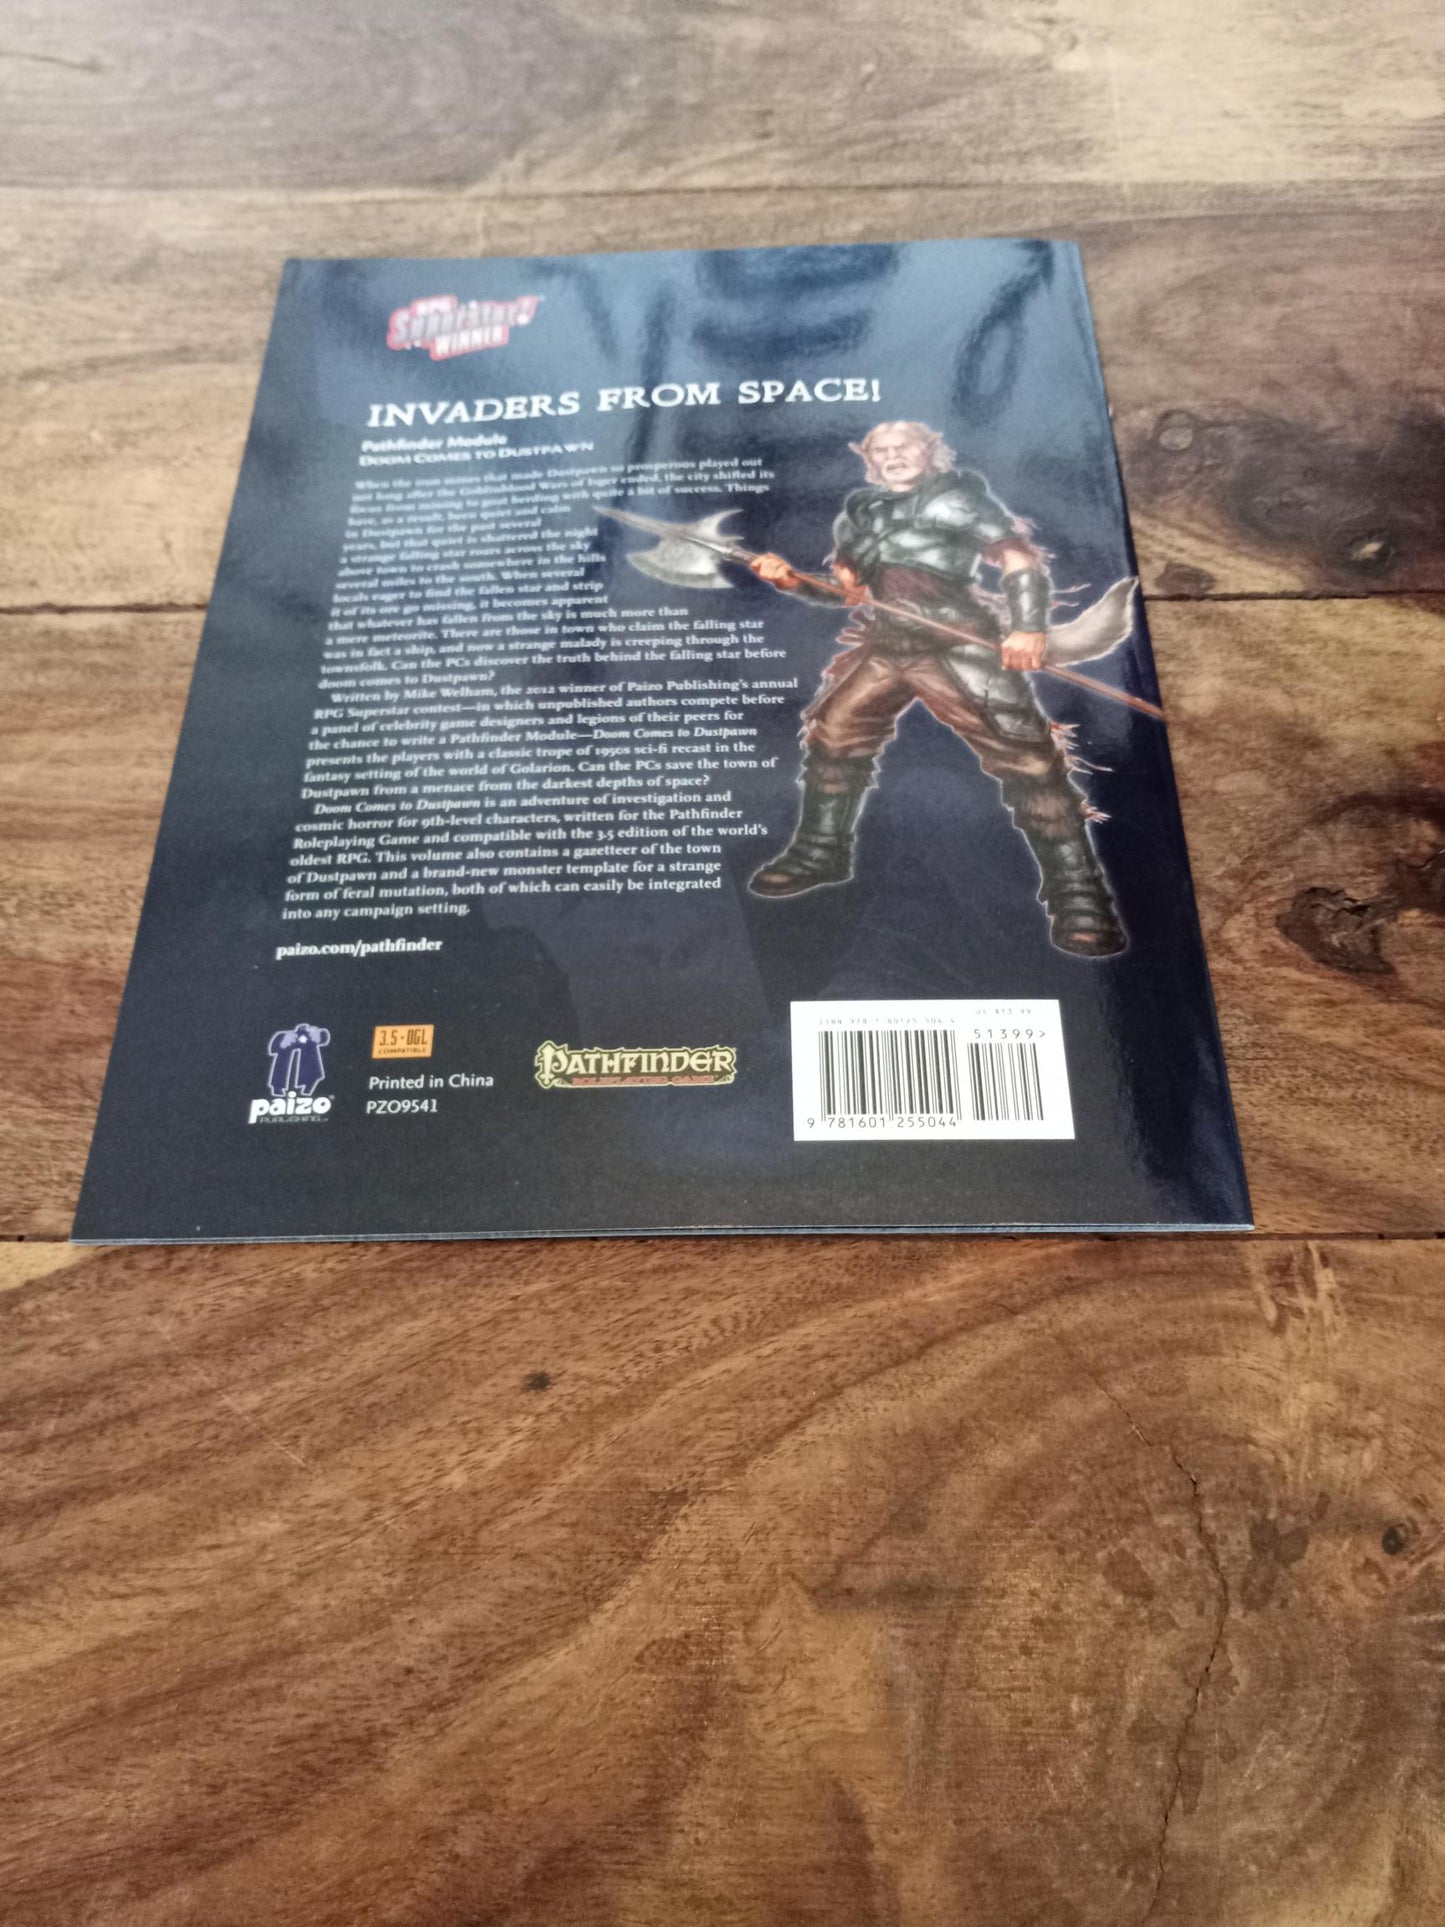 RPG
Superstar
WINNER
INVADERS FROM SPACE!
Pathfinder Module
DOOM COMES TO DUSTPAWN
When the iron mines that made Dustpawn so prosperous played out
not long after the Goblinblood Wars of Isger ended, the city shifted its
focus from mining to goat herding with quite a bit of success. Things
have, as a result, been quiet and calm
in Dustpawn for the past several
years, but that quiet is shattered the night
a strange falling star roars across the sky
above town to crash somewhere in the hills
several miles to the south. When several
locals eager to find the fallen star and strip
it of its ore go missing, it becomes apparent
that whatever has fallen from the sky is much more than
a mere meteorite. There are those in town who claim the falling star
was in fact a ship, and now a strange malady is creeping through the
townsfolk. Can the PCs discover the truth behind the falling star before
doom comes to Dustpawn?
Written by Mike Welham, the 2012 winner of Paizo Publishing's annual
RPG Superstar contest—in which unpublished authors compete before
a panel of celebrity game designers and legions of their peers for
the chance to write a Pathfinder Module—Doom Comes to Dustpawn
presents the players with a classic trope of 1950s sci-fi recast in the
fantasy setting of the world of Golarion. Can the PCs save the town of
Dustpawn from a menace from the darkest depths of space?
Doom Comes to Dustpawn is an adventure of investigation and
cosmic horror for 9th-level characters, written for the Pathfinder
Roleplaying Game and compatible with the 3.5 edition of the world's
oldest RPG. This volume also contains a gazetteer of the town
of Dustpawn and a brand-new monster template for a strange
form of feral mutation, both of which can easily be integrated
into any campaign setting.
paizo.com/pathfinder
paizo
PUBLISHING
3.5 · OGL
COMPATIBLE
Printed in China
PZO9541
PATHFINDER
ROLEPLAYING GAME
ISBN 978-1-60125-504-4
US $13.99
51399>
9 781601 255044